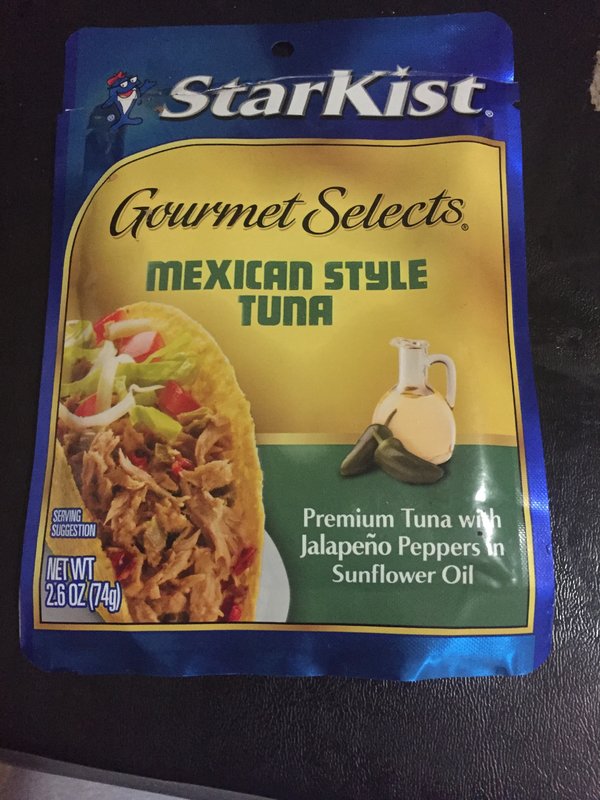 StarKist®
Gourmet Selects®
MEXICAN STYLE
TUNA
SERVING
SUGGESTION
NET WT
2.6 OZ (74g)
Premium Tuna with
Jalapeño Peppers in
Sunflower Oil